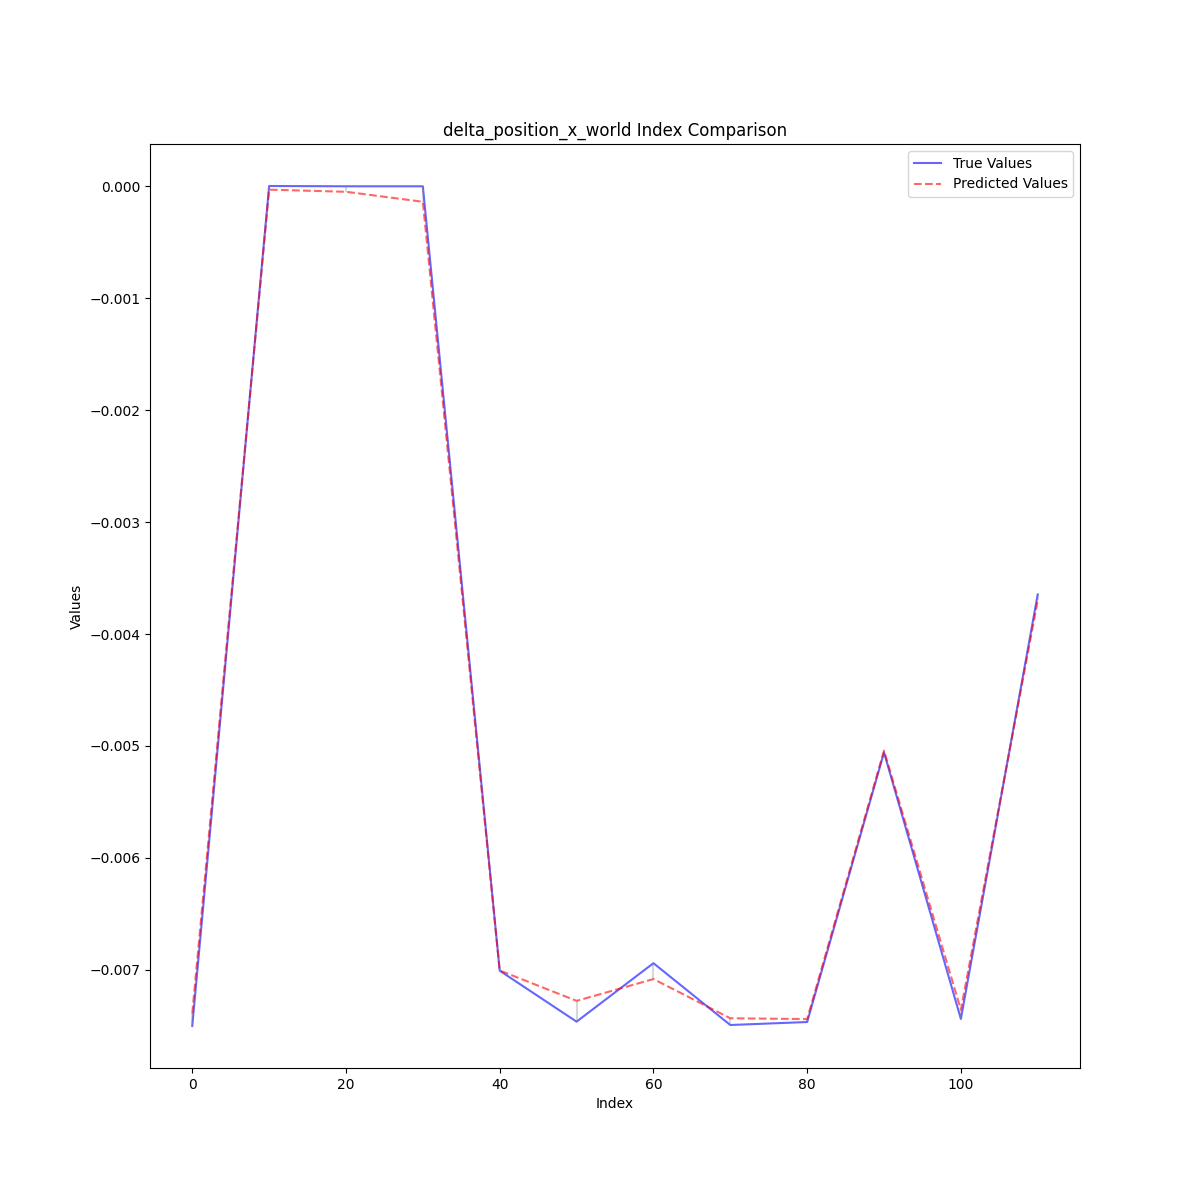 delta_position_x_world Index Comparison
True Values
Predicted Values
0.000
−0.001
−0.002
−0.003
−0.004
−0.005
−0.006
−0.007
Values
0 20 40 60 80 100
Index